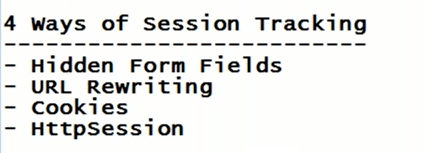 4 Ways of Session Tracking
--------------------------
- Hidden Form Fields
- URL Rewriting
- Cookies
- HttpSession